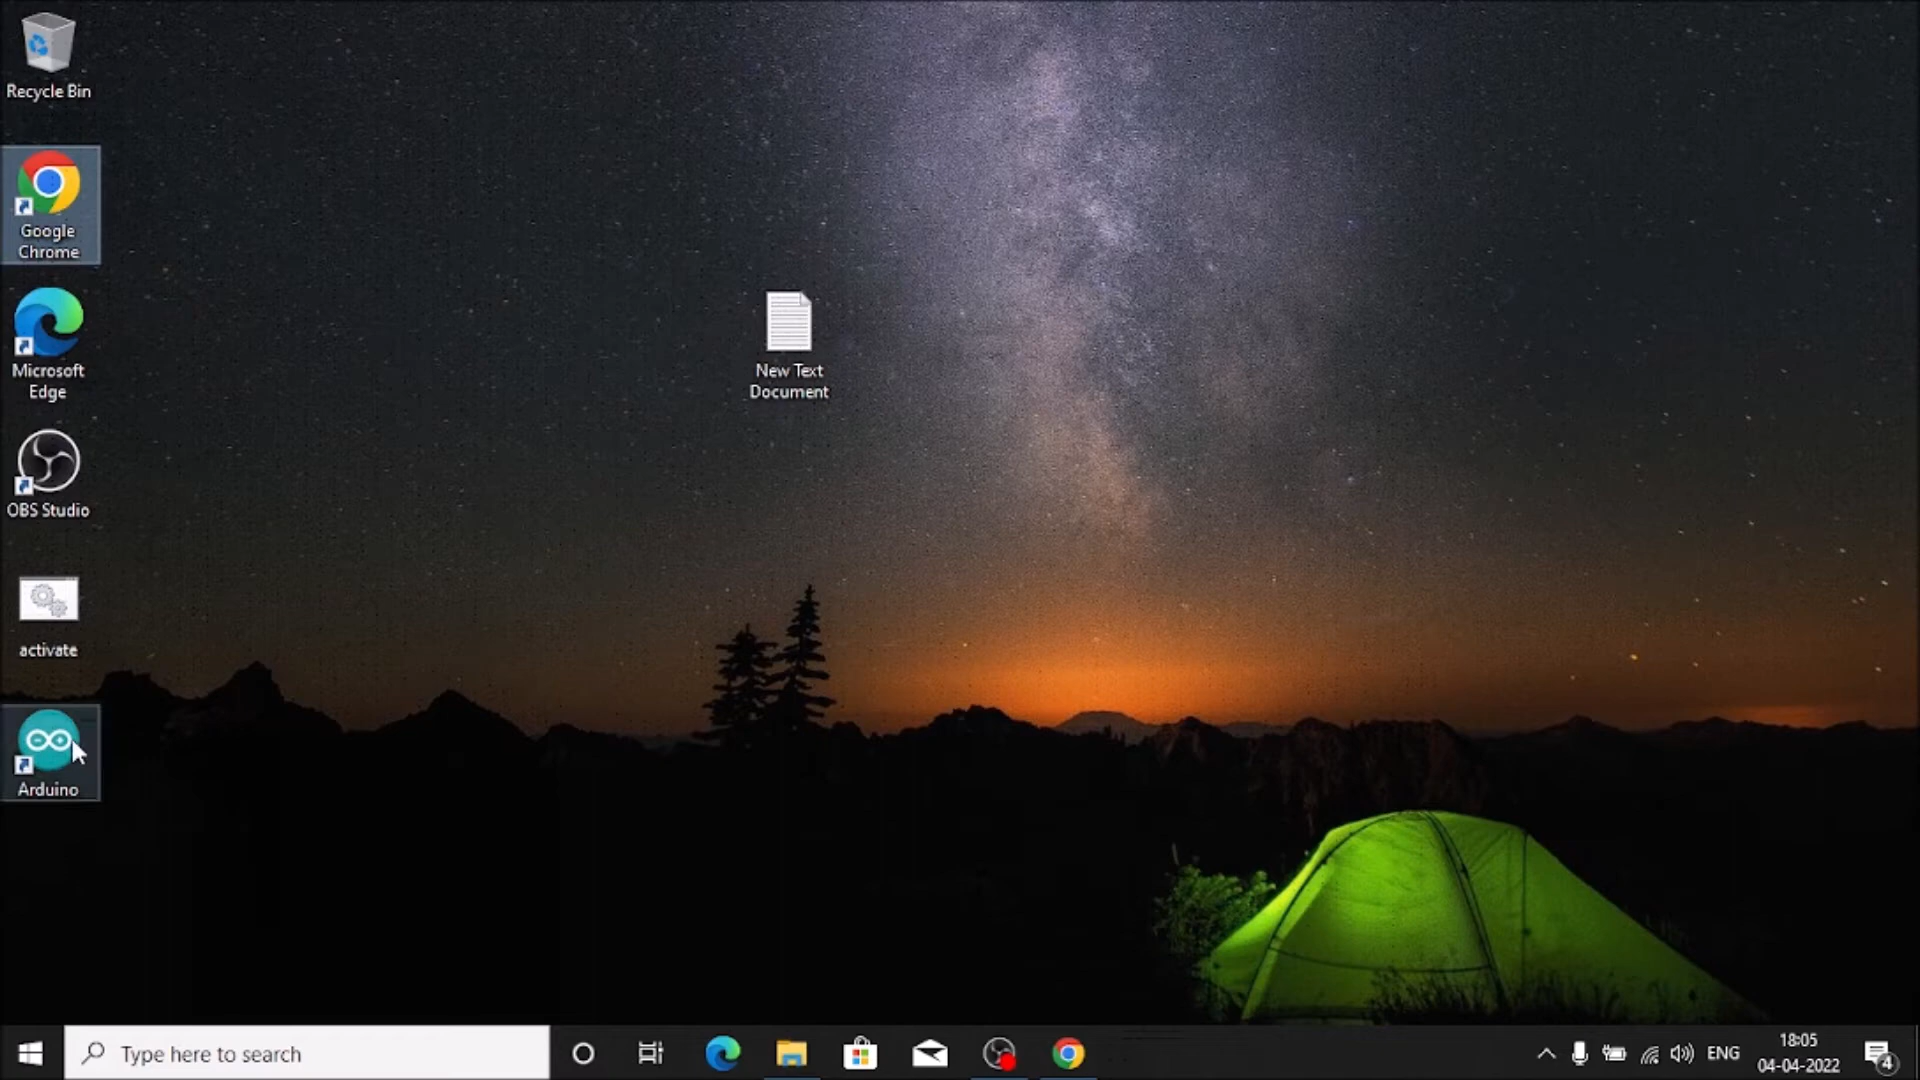 Recycle Bin
Google
Chrome
Microsoft
Edge
OBS Studio
activate
Arduino
New Text
Document
Type here to search
ENG
18:05
04-04-2022
4